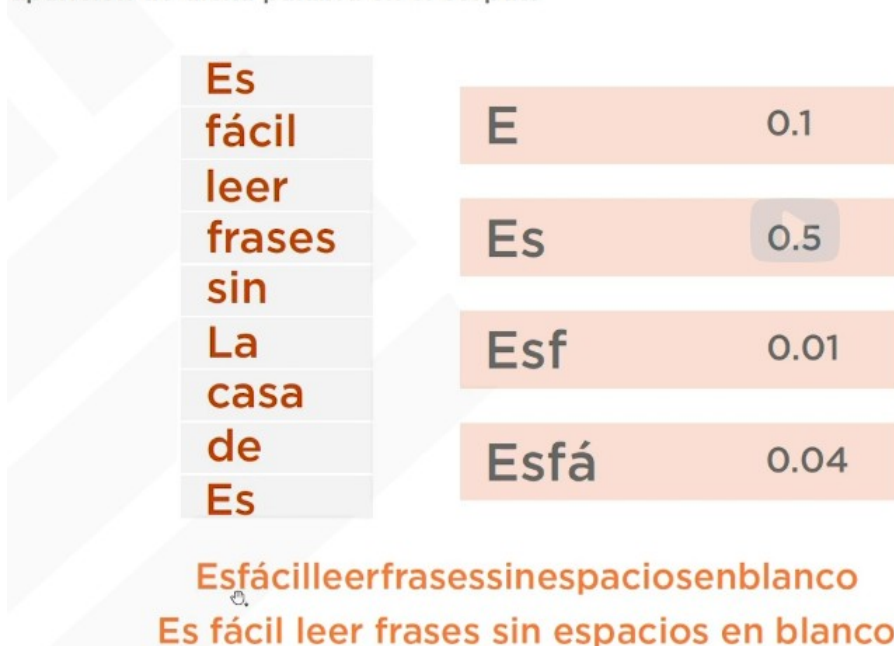 Es
fácil
leer
frases
sin
La
casa
de
Es
E 0.1
Es 0.5
Esf 0.01
Esfá 0.04
Esfácilleerfrasessinespaciosenblanco
Es fácil leer frases sin espacios en blanco